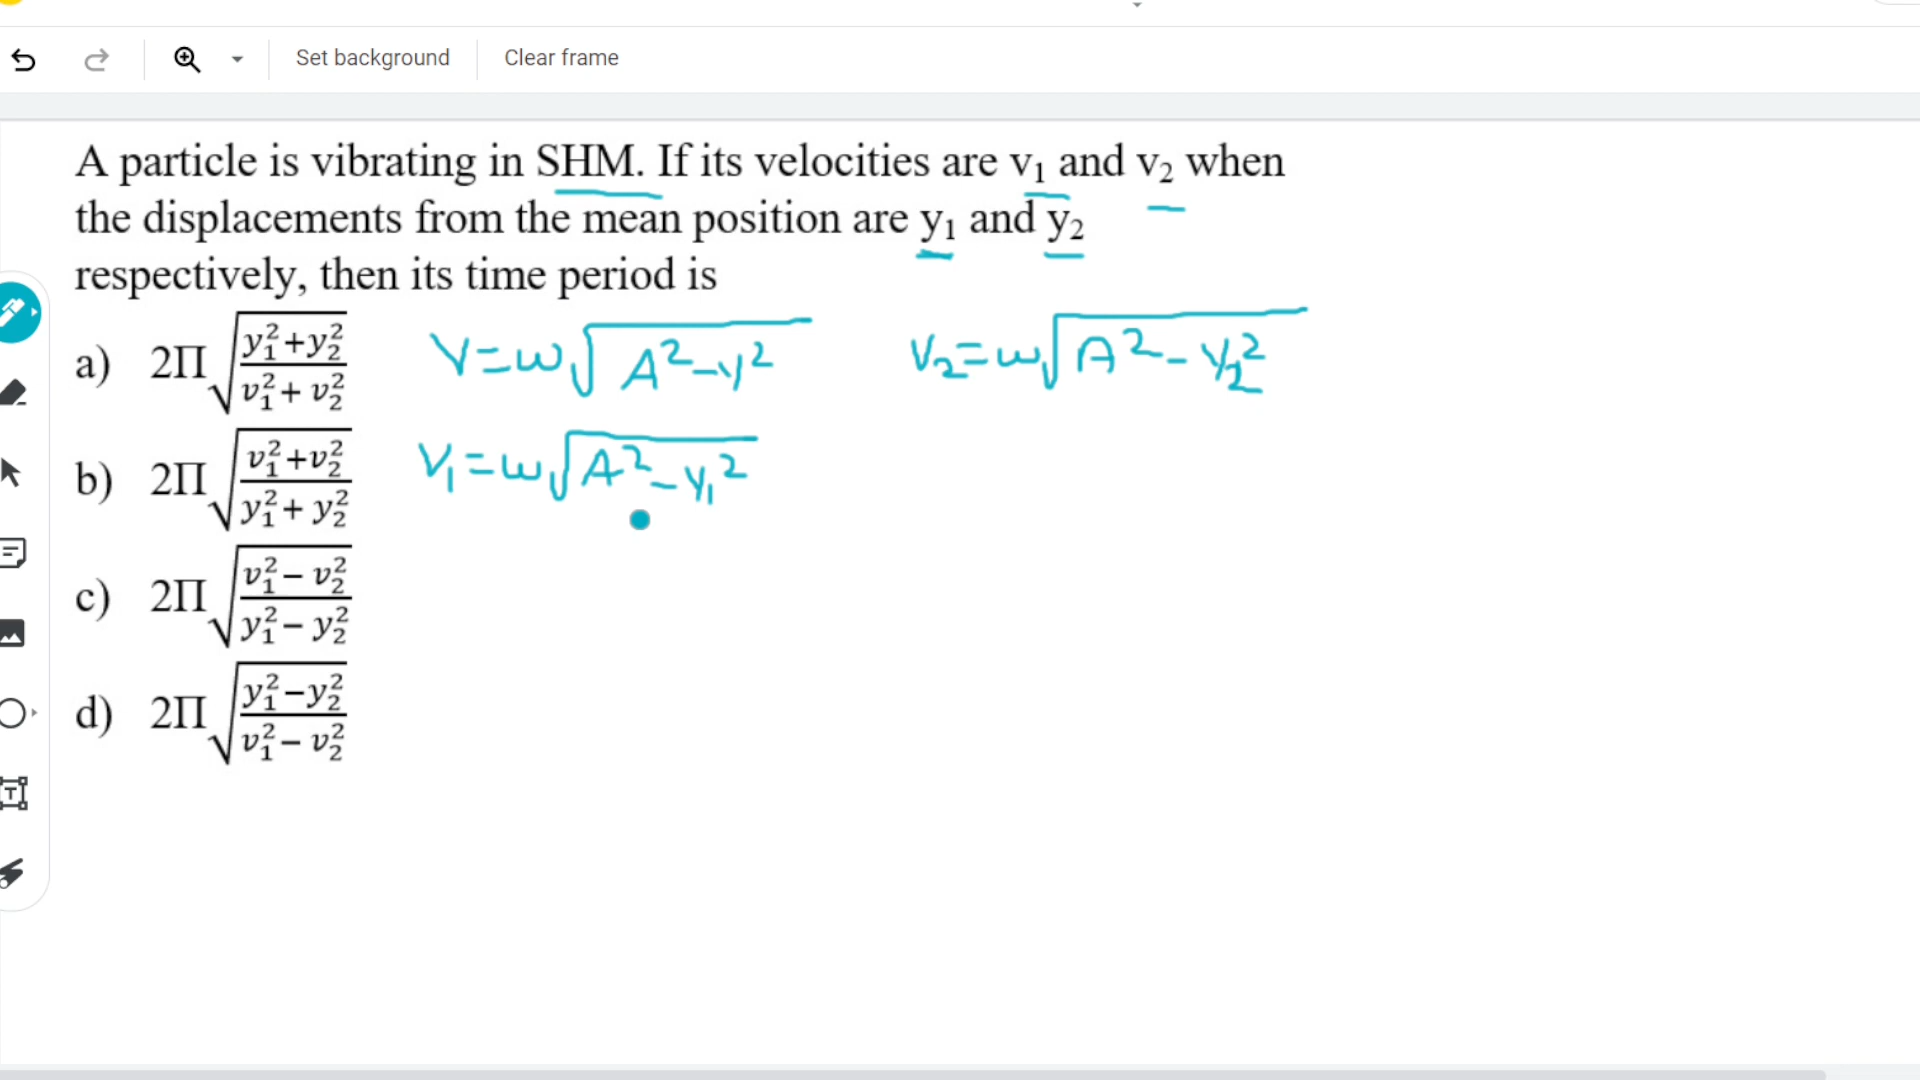 Set background Clear frame
A particle is vibrating in SHM. If its velocities are v₁ and v₂ when
the displacements from the mean position are y₁ and y₂
respectively, then its time period is
a) 2Π √((y₁²+y₂²)/(v₁²+ v₂²))
b) 2Π √((v₁²+v₂²)/(y₁²+ y₂²))
c) 2Π √((v₁²− v₂²)/(y₁²− y₂²))
d) 2Π √((y₁²−y₂²)/(v₁²− v₂²))
V=ω√(A²−y²)
V₂=ω√(A²−y₂²)
V₁=ω√(A²−y₁²)